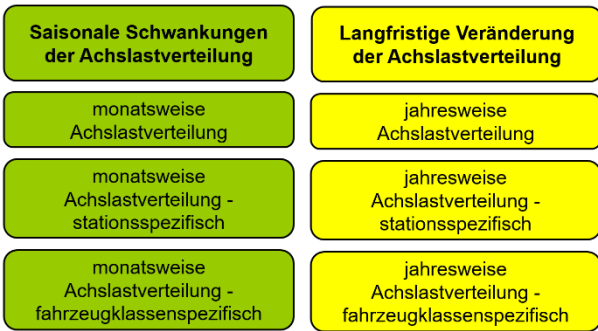 Saisonale Schwankungen
der Achslastverteilung
monatsweise
Achslastverteilung
monatsweise
Achslastverteilung -
stationsspezifisch
monatsweise
Achslastverteilung -
fahrzeugklassenspezifisch
Langfristige Veränderung
der Achslastverteilung
jahresweise
Achslastverteilung
jahresweise
Achslastverteilung -
stationsspezifisch
jahresweise
Achslastverteilung -
fahrzeugklassenspezifisch